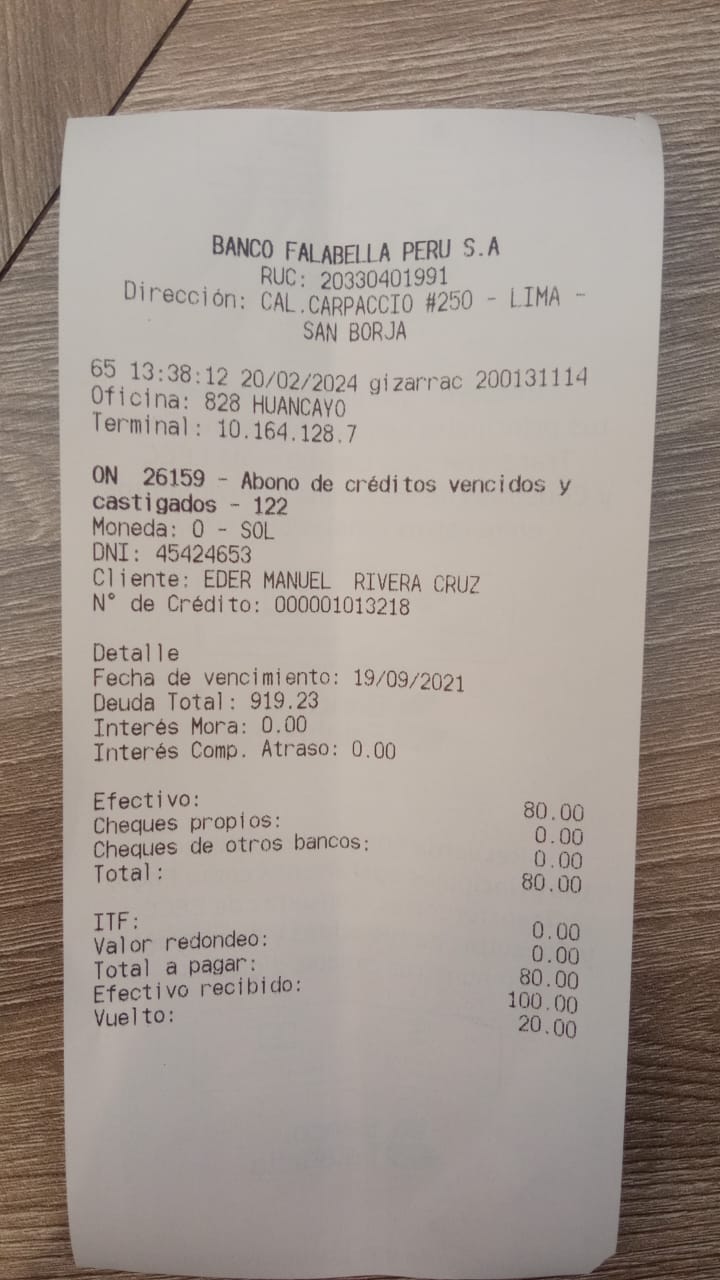 BANCO FALABELLA PERU S.A
RUC: 20330401991
Dirección: CAL.CARPACCIO #250 - LIMA -
SAN BORJA
65 13:38:12 20/02/2024 gizarrac 200131114
Oficina: 828 HUANCAYO
Terminal: 10.164.128.7
ON 26159 - Abono de créditos vencidos y
castigados - 122
Moneda: 0 - SOL
DNI: 45424653
Cliente: EDER MANUEL RIVERA CRUZ
N° de Crédito: 000001013218
Detalle
Fecha de vencimiento: 19/09/2021
Deuda Total: 919.23
Interés Mora: 0.00
Interés Comp. Atraso: 0.00
Efectivo: 80.00
Cheques propios: 0.00
Cheques de otros bancos: 0.00
Total: 80.00
ITF: 0.00
Valor redondeo: 0.00
Total a pagar: 80.00
Efectivo recibido: 100.00
Vuelto: 20.00